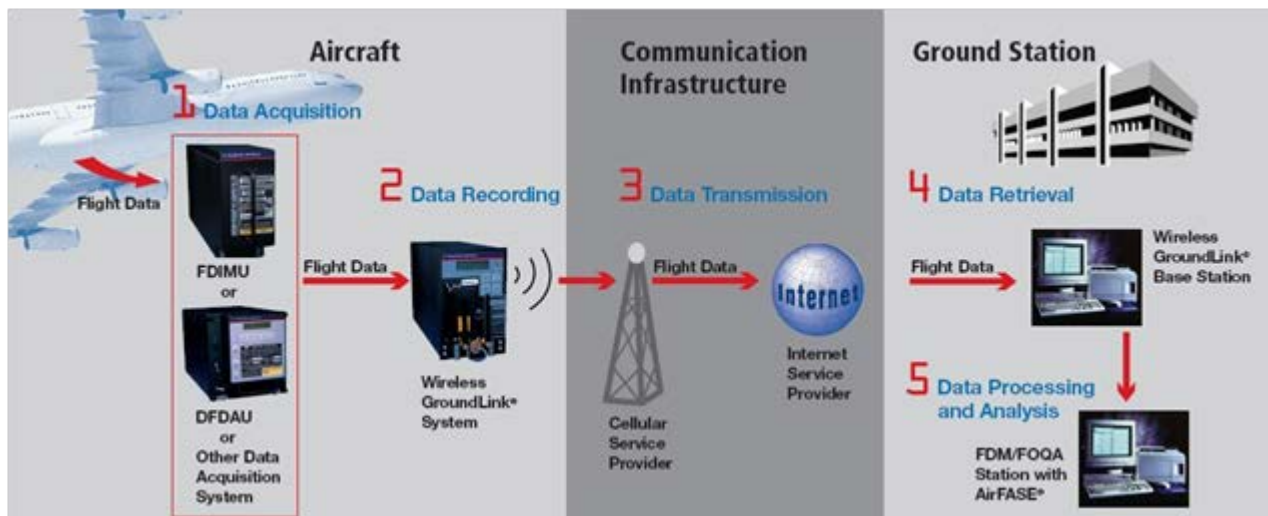 Aircraft
1 Data Acquisition
Flight Data
FDIMU
or
DFDAU
or
Other Data
Acquisition
System
Flight Data
2 Data Recording
Wireless
GroundLink®
System
Communication
Infrastructure
3 Data Transmission
Cellular
Service
Provider
Flight Data
Internet
Internet
Service
Provider
Ground Station
4 Data Retrieval
Flight Data
Wireless
GroundLink®
Base Station
5 Data Processing
and Analysis
FDM/FOQA
Station with
AirFASE®